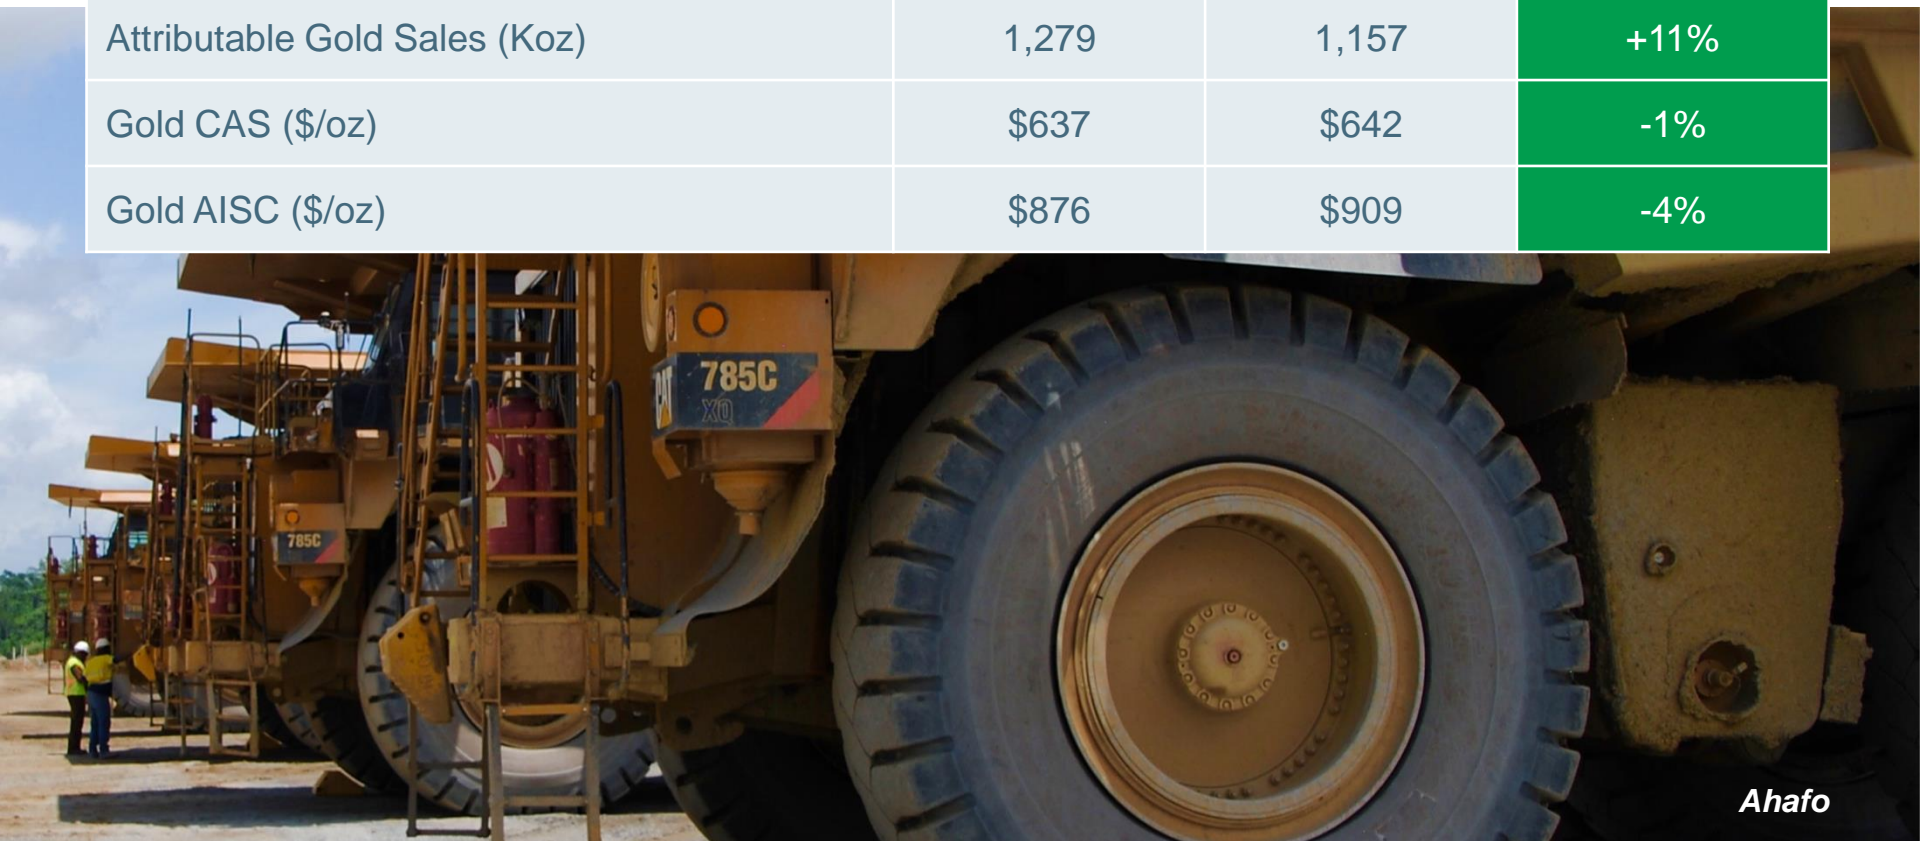 Attributable Gold Sales (Koz) 1,279 1,157 +11%
Gold CAS ($/oz) $637 $642 -1%
Gold AISC ($/oz) $876 $909 -4%
785C
CAT
XQ
785C
Ahafo